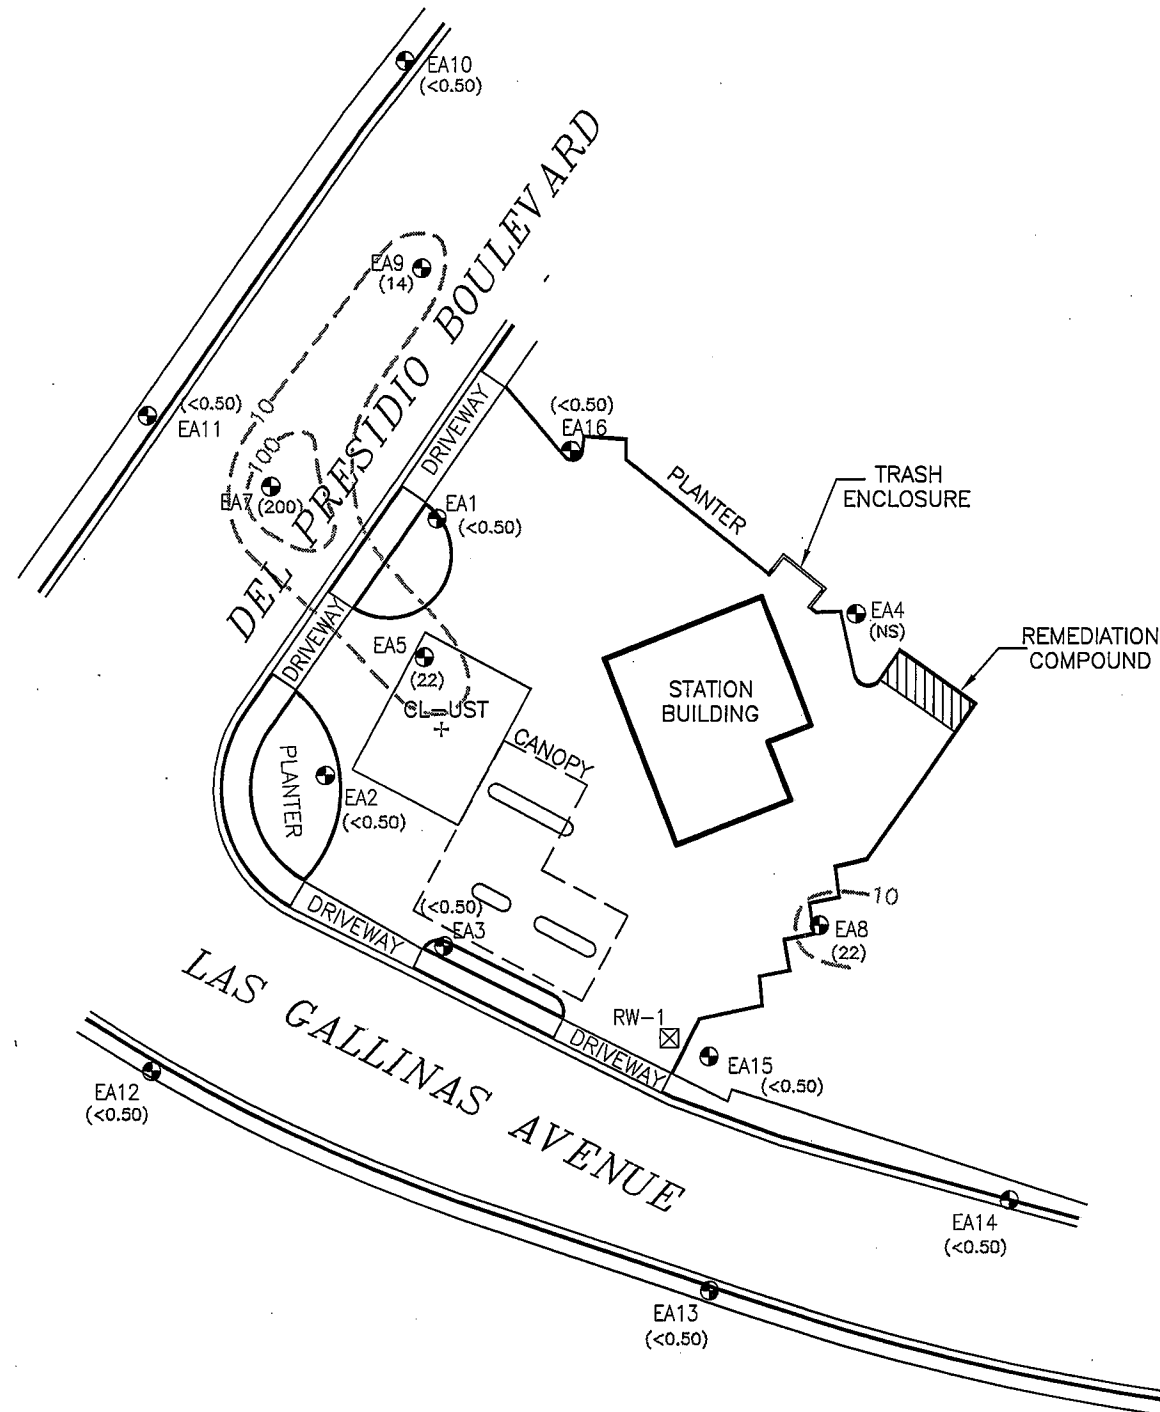 EA10
(<0.50)
DEL PRESIDIO BOULEVARD
EA9
(14)
(<0.50)
EA11
10
100
EA7 (200)
DRIVEWAY
(<0.50)
EA16
PLANTER
TRASH
ENCLOSURE
EA1
(<0.50)
EA4
(NS)
REMEDIATION
COMPOUND
DRIVEWAY
EA5
(22)
CL-UST
STATION
BUILDING
CANOPY
PLANTER
EA2
(<0.50)
DRIVEWAY
(<0.50)
EA3
10
EA8
(22)
LAS GALLINAS AVENUE
RW-1
DRIVEWAY
EA15
(<0.50)
EA12
(<0.50)
EA14
(<0.50)
EA13
(<0.50)